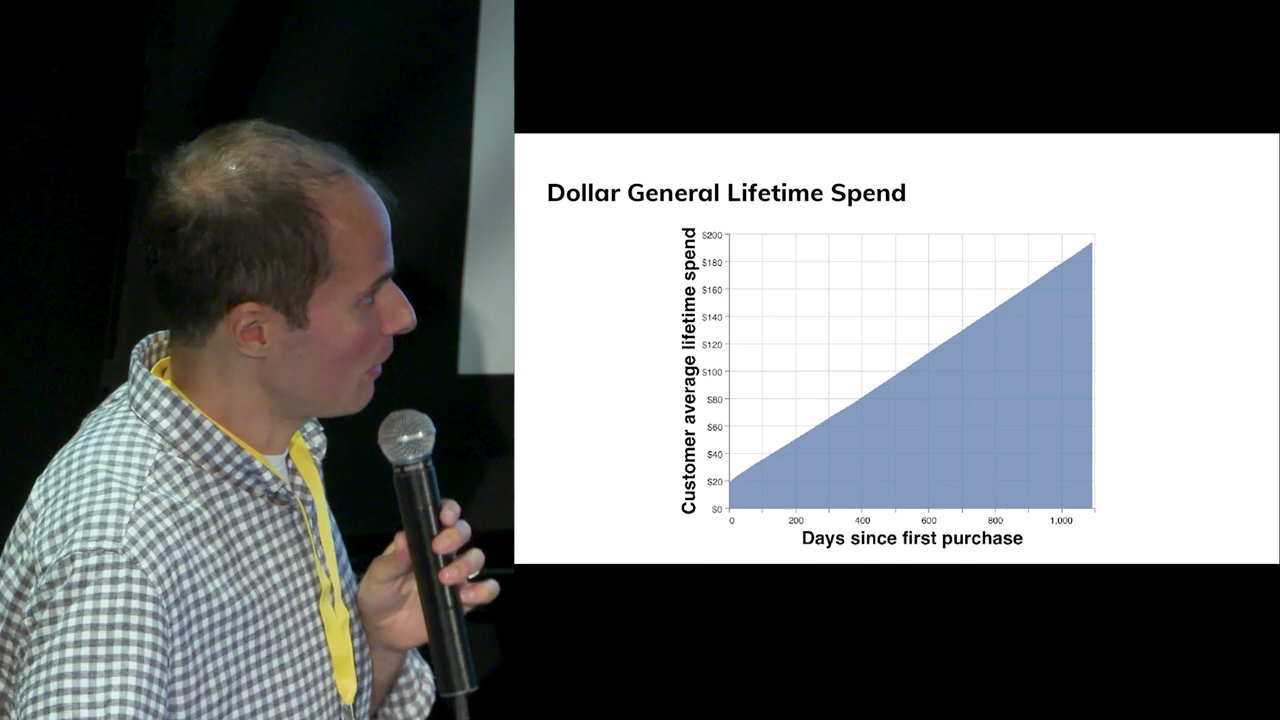 Dollar General Lifetime Spend
Customer average lifetime spend
$200
$180
$160
$140
$120
$100
$80
$60
$40
$20
$0
0 200 400 600 800 1,000
Days since first purchase